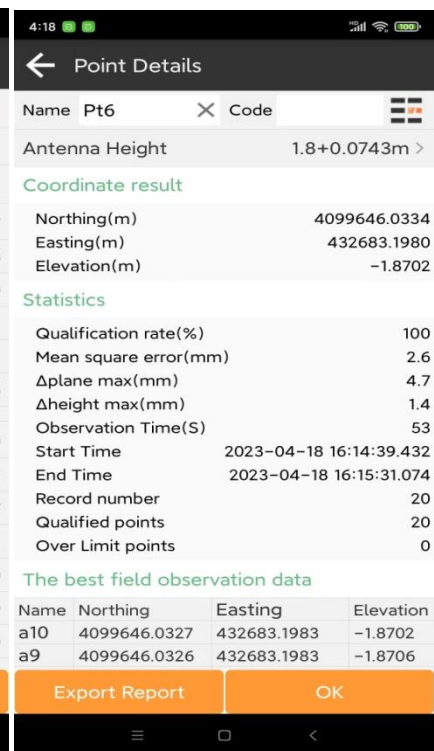 4:18 HD 100
Point Details
Name Pt6 Code
Antenna Height 1.8+0.0743m >
Coordinate result
Northing(m) 4099646.0334
Easting(m) 432683.1980
Elevation(m) -1.8702
Statistics
Qualification rate(%) 100
Mean square error(mm) 2.6
Δplane max(mm) 4.7
Δheight max(mm) 1.4
Observation Time(S) 53
Start Time 2023-04-18 16:14:39.432
End Time 2023-04-18 16:15:31.074
Record number 20
Qualified points 20
Over Limit points 0
The best field observation data
Name Northing Easting Elevation
a10 4099646.0327 432683.1983 -1.8702
a9 4099646.0326 432683.1983 -1.8706
Export Report OK